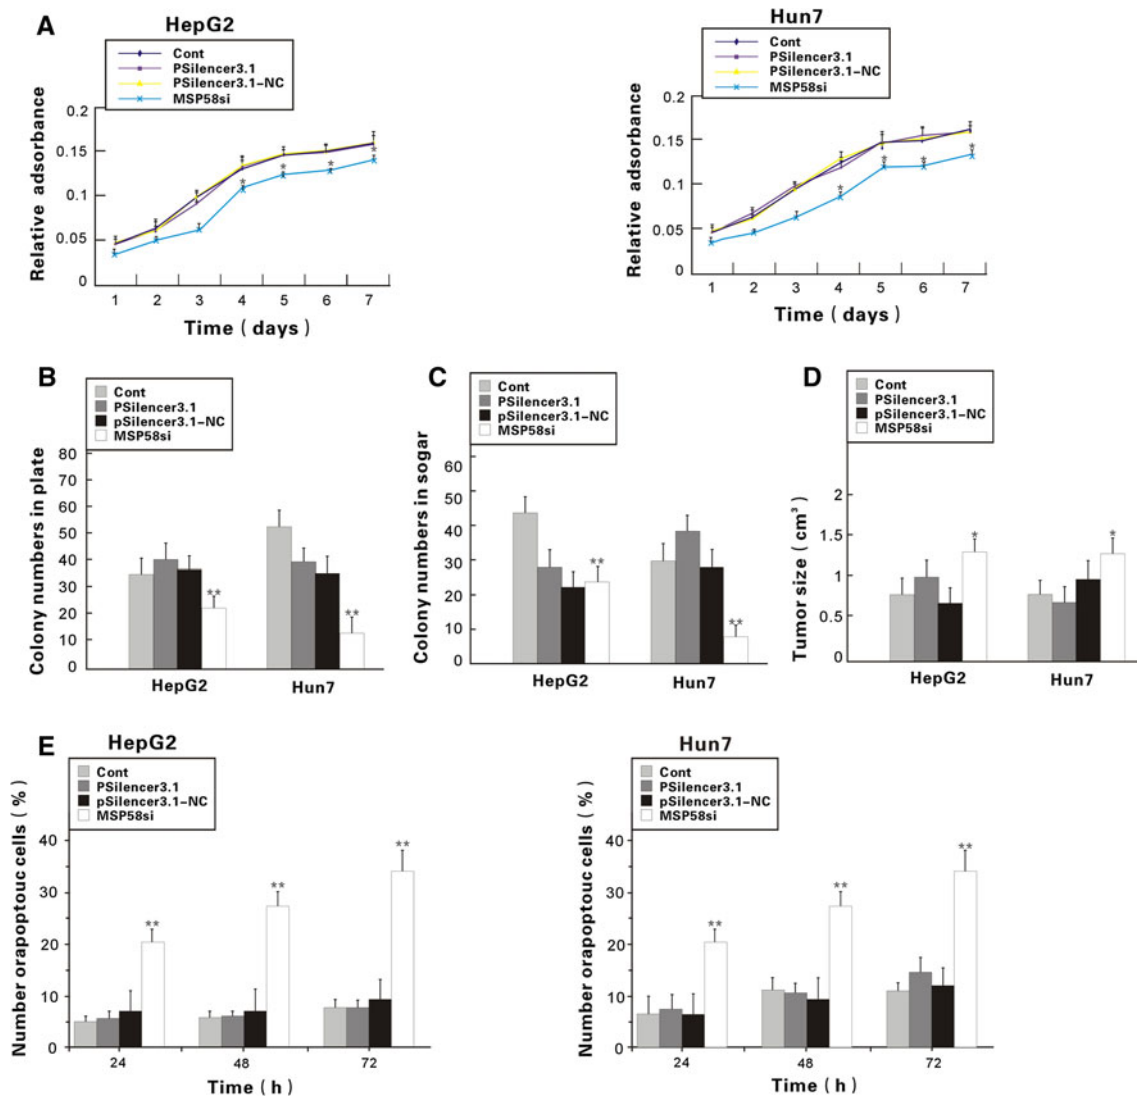 A
HepG2
Cont
PSilencer3.1
PSilencer3.1-NC
MSP58si
Relative adsorbance
0.2
0.15
0.1
0.05
0
* * * *
1 2 3 4 5 6 7
Time ( days )
Hun7
Cont
PSilencer3.1
PSilencer3.1-NC
MSP58si
Relative adsorbance
0.2
0.15
0.1
0.05
0
* * * *
1 2 3 4 5 6 7
Time ( days )
B
Cont
PSilencer3.1
pSilencer3.1-NC
MSP58si
Colony numbers in plate
80
70
60
50
40
30
20
10
0
** **
HepG2 Hun7
C
Cont
PSilencer3.1
pSilencer3.1-NC
MSP58si
Colony numbers in sogar
60
50
40
30
20
10
0
** **
HepG2 Hun7
D
Cont
PSilencer3.1
pSilencer3.1-NC
MSP58si
Tumor size ( cm³ )
2
1.5
1
0.5
0
* *
HepG2 Hun7
E
HepG2
Cont
PSilencer3.1
pSilencer3.1-NC
MSP58si
Number orapoptouc cells ( % )
40
30
20
10
0
** ** **
24 48 72
Time ( h )
Hun7
Cont
PSilencer3.1
pSilencer3.1-NC
MSP58si
Number orapoptouc cells ( % )
40
30
20
10
0
** ** **
24 48 72
Time ( h )